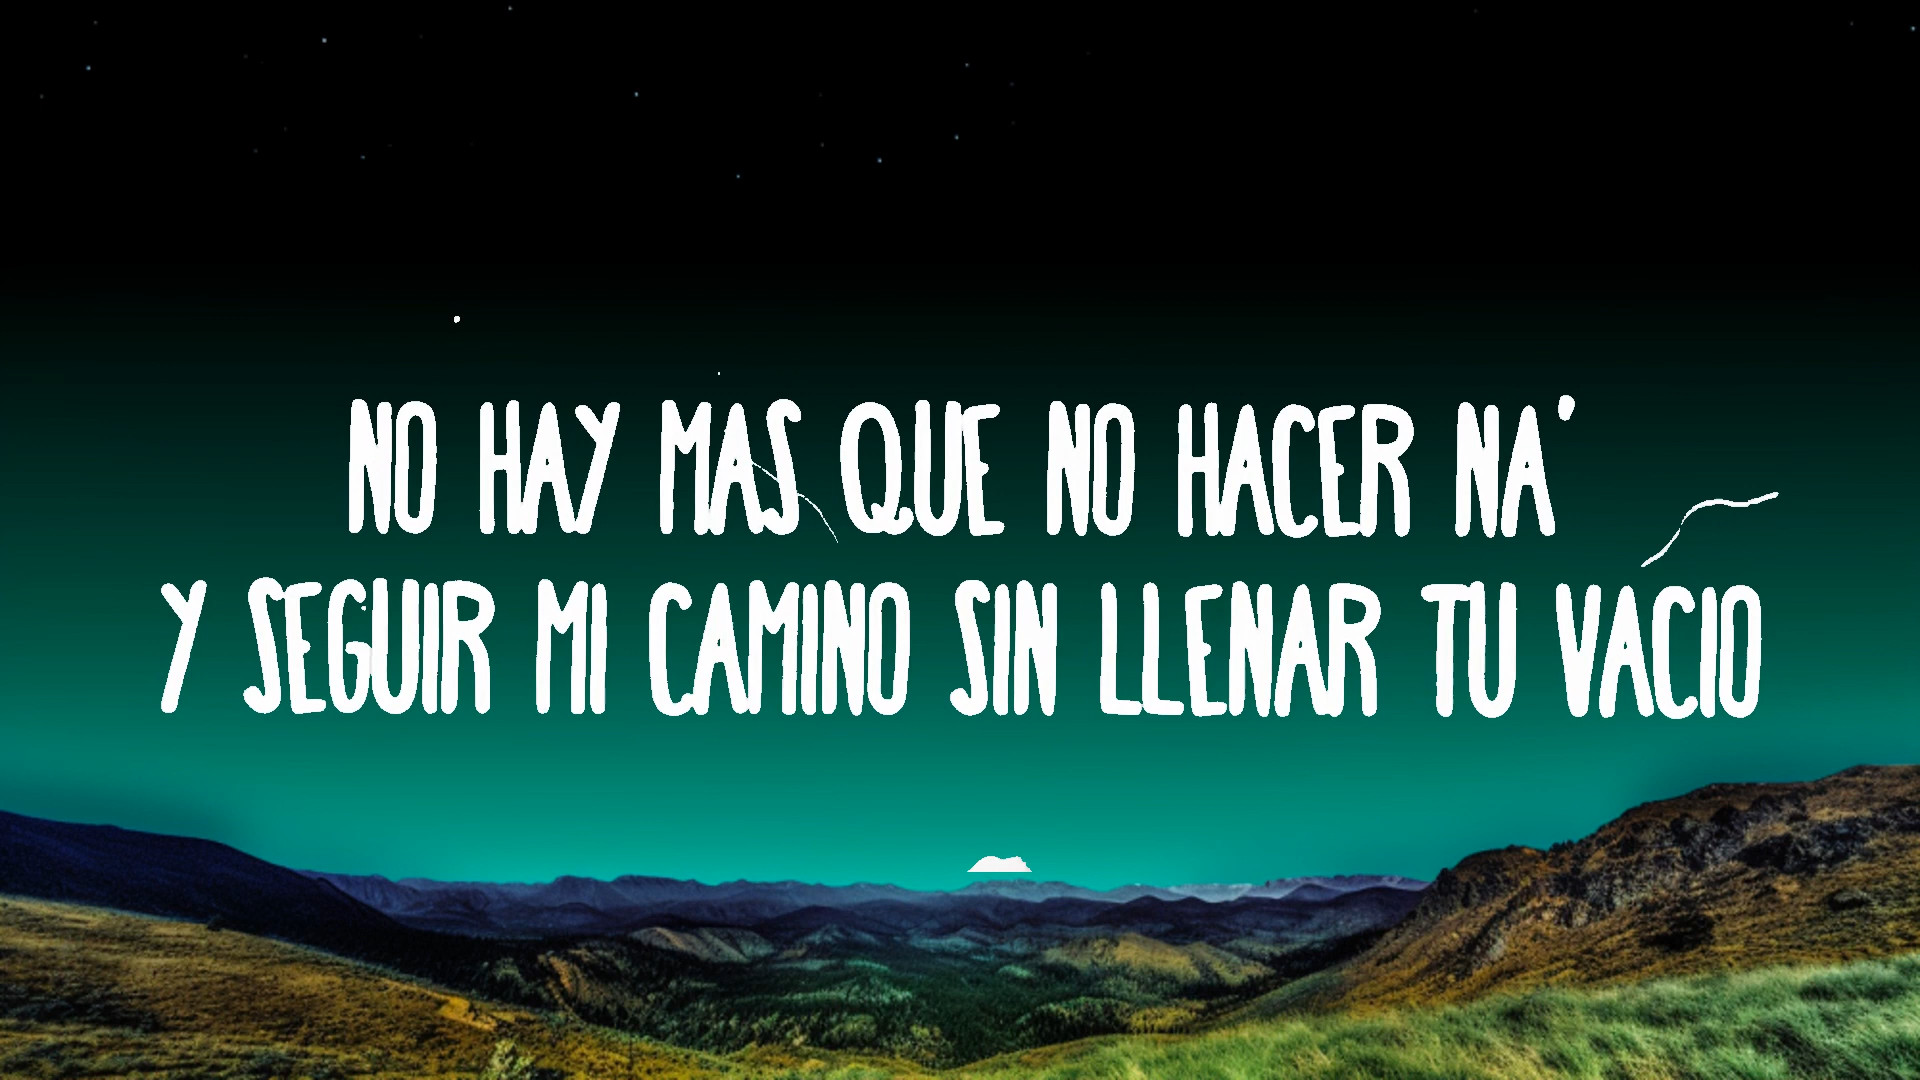 NO HAY MAS QUE NO HACER NA'
Y SEGUIR MI CAMINO SIN LLENAR TU VACIO